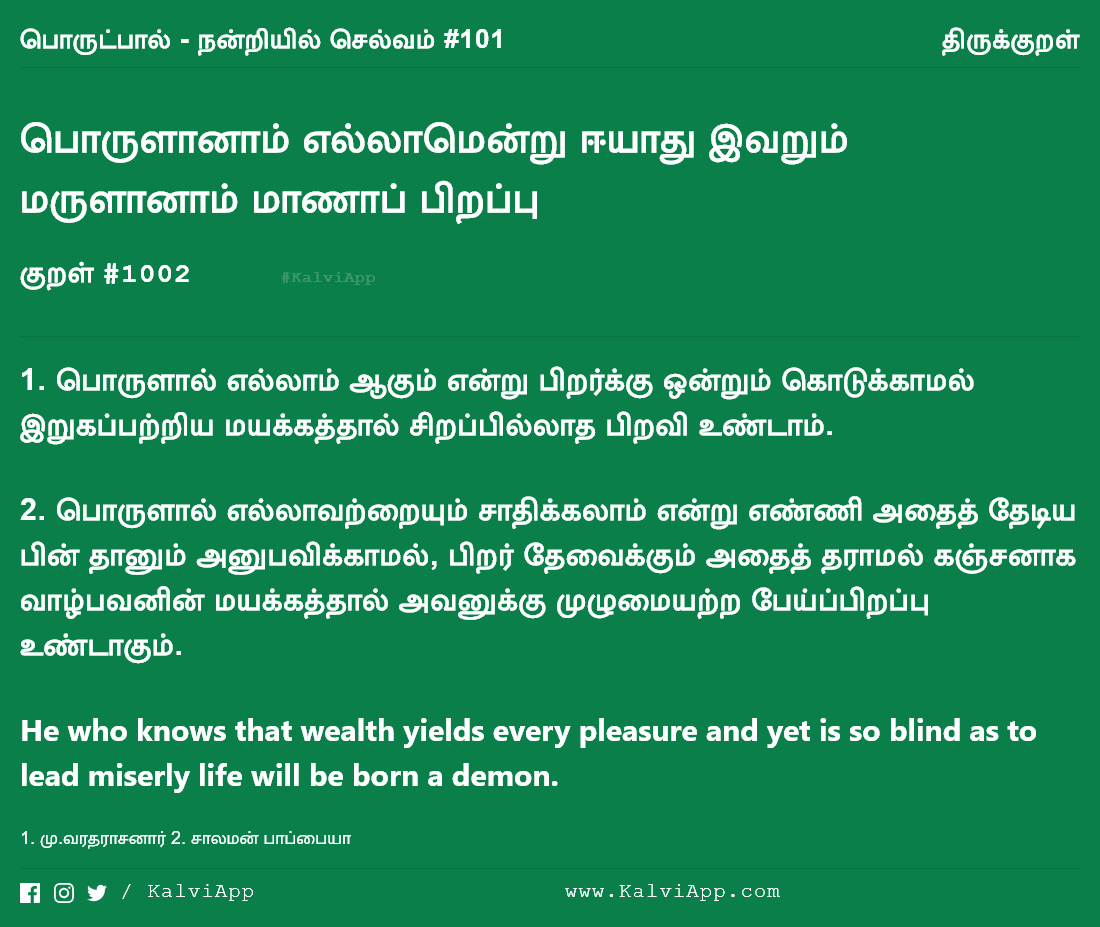 பொருட்பால் - நன்றியில் செல்வம் #101 திருக்குறள்
பொருளானாம் எல்லாமென்று ஈயாது இவறும்
மருளானாம் மாணாப் பிறப்பு
குறள் #1002 #KalviApp
1. பொருளால் எல்லாம் ஆகும் என்று பிறர்க்கு ஒன்றும் கொடுக்காமல்
இறுகப்பற்றிய மயக்கத்தால் சிறப்பில்லாத பிறவி உண்டாம்.
2. பொருளால் எல்லாவற்றையும் சாதிக்கலாம் என்று எண்ணி அதைத் தேடிய
பின் தானும் அனுபவிக்காமல், பிறர் தேவைக்கும் அதைத் தராமல் கஞ்சனாக
வாழ்பவனின் மயக்கத்தால் அவனுக்கு முழுமையற்ற பேய்ப்பிறப்பு
உண்டாகும்.
He who knows that wealth yields every pleasure and yet is so blind as to
lead miserly life will be born a demon.
1. மு.வரதராசனார் 2. சாலமன் பாப்பையா
/ KalviApp www.KalviApp.com